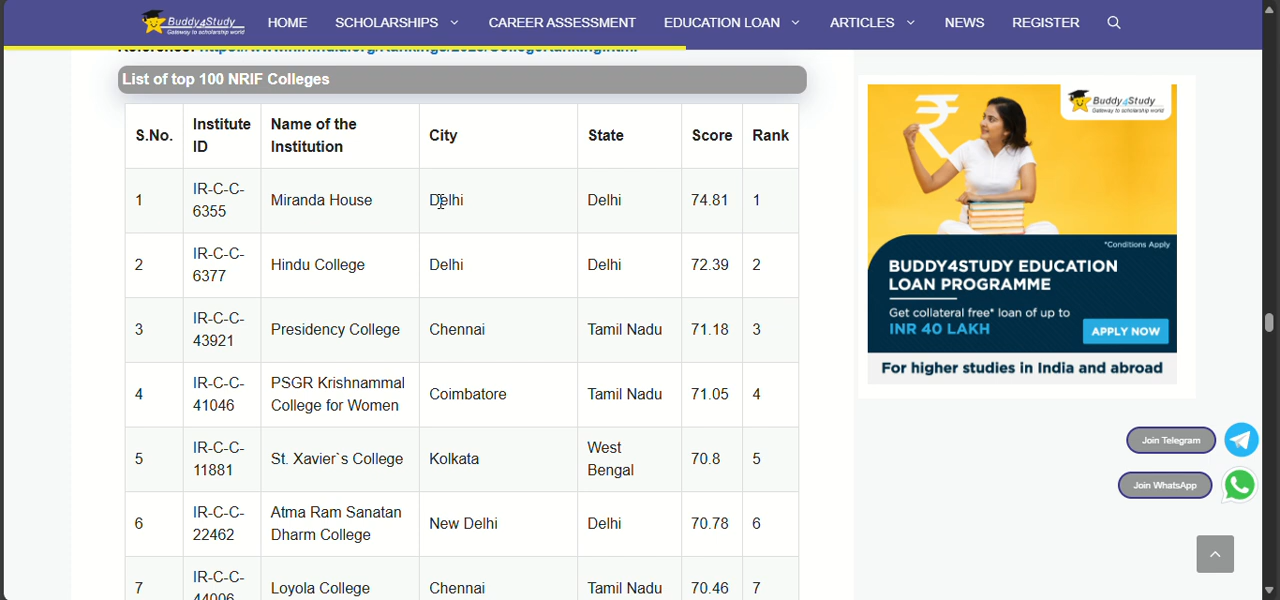 Buddy4Study
Gateway to scholarship world
HOME
SCHOLARSHIPS
CAREER ASSESSMENT
EDUCATION LOAN
ARTICLES
NEWS
REGISTER
List of top 100 NRIF Colleges
S.No. Institute ID Name of the Institution City State Score Rank
1 IR-C-C-6355 Miranda House Delhi Delhi 74.81 1
2 IR-C-C-6377 Hindu College Delhi Delhi 72.39 2
3 IR-C-C-43921 Presidency College Chennai Tamil Nadu 71.18 3
4 IR-C-C-41046 PSGR Krishnammal College for Women Coimbatore Tamil Nadu 71.05 4
5 IR-C-C-11881 St. Xavier`s College Kolkata West Bengal 70.8 5
6 IR-C-C-22462 Atma Ram Sanatan Dharm College New Delhi Delhi 70.78 6
7 IR-C-C-44006 Loyola College Chennai Tamil Nadu 70.46 7
₹
Buddy4Study
Gateway to scholarship world
*Conditions Apply
BUDDY4STUDY EDUCATION
LOAN PROGRAMME
Get collateral free* loan of up to
INR 40 LAKH
APPLY NOW
For higher studies in India and abroad
Join Telegram
Join WhatsApp